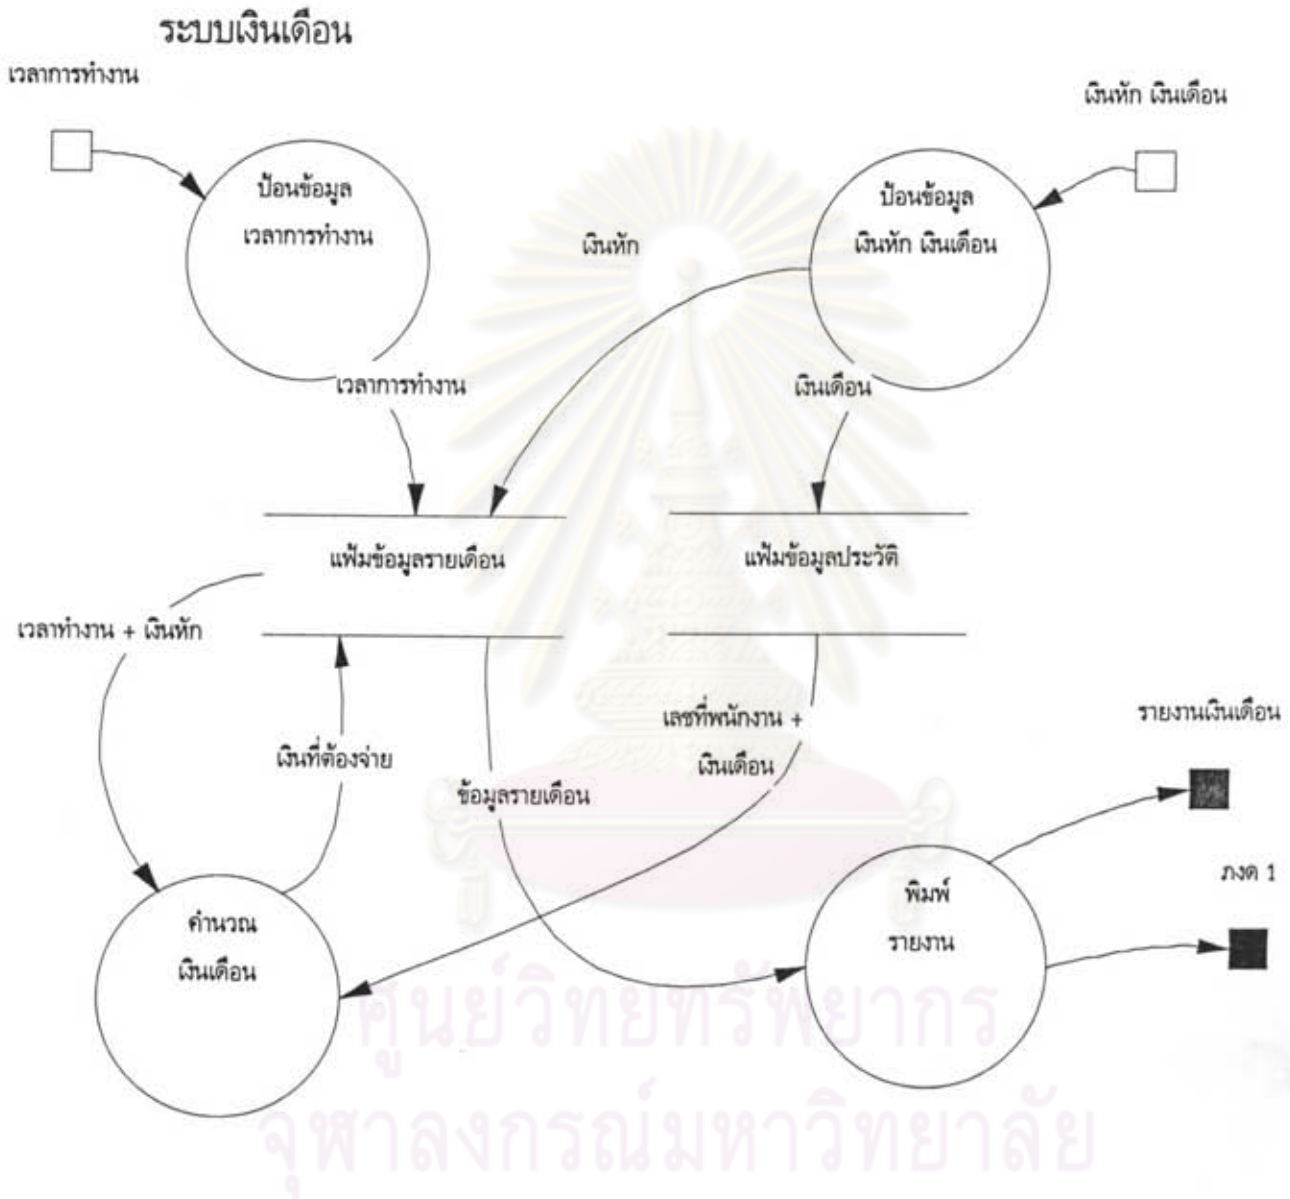 ระบบเงินเดือน
เวลาการทำงาน
เงินหัก เงินเดือน
ป้อนข้อมูล
เวลาการทำงาน
ป้อนข้อมูล
เงินหัก เงินเดือน
เงินหัก
เวลาการทำงาน
เงินเดือน
แฟ้มข้อมูลรายเดือน
แฟ้มข้อมูลประวัติ
เวลาทำงาน + เงินหัก
เลขที่พนักงาน +
เงินเดือน
รายงานเงินเดือน
เงินที่ต้องจ่าย
ข้อมูลรายเดือน
ภงด 1
คำนวณ
เงินเดือน
พิมพ์
รายงาน
ศูนย์วิทยทรัพยากร
จุฬาลงกรณ์มหาวิทยาลัย